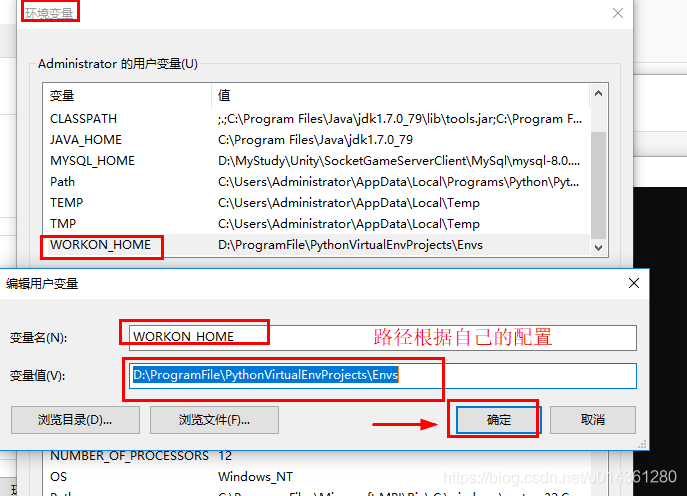 环境变量
Administrator 的用户变量(U)
变量 值
CLASSPATH ;.;C:\Program Files\Java\jdk1.7.0_79\lib\tools.jar;C:\Program F...
JAVA_HOME C:\Program Files\Java\jdk1.7.0_79
MYSQL_HOME D:\MyStudy\Unity\SocketGameServerClient\MySql\mysql-8.0....
Path C:\Users\Administrator\AppData\Local\Programs\Python\Pyt...
TEMP C:\Users\Administrator\AppData\Local\Temp
TMP C:\Users\Administrator\AppData\Local\Temp
WORKON_HOME D:\ProgramFile\PythonVirtualEnvProjects\Envs
编辑用户变量
变量名(N): WORKON_HOME 路径根据自己的配置
变量值(V): D:\ProgramFile\PythonVirtualEnvProjects\Envs
浏览目录(D)... 浏览文件(F)... 确定 取消
NUMBER_OF_PROCESSORS 12
OS Windows_NT
https://blog.csdn.net/u014361280